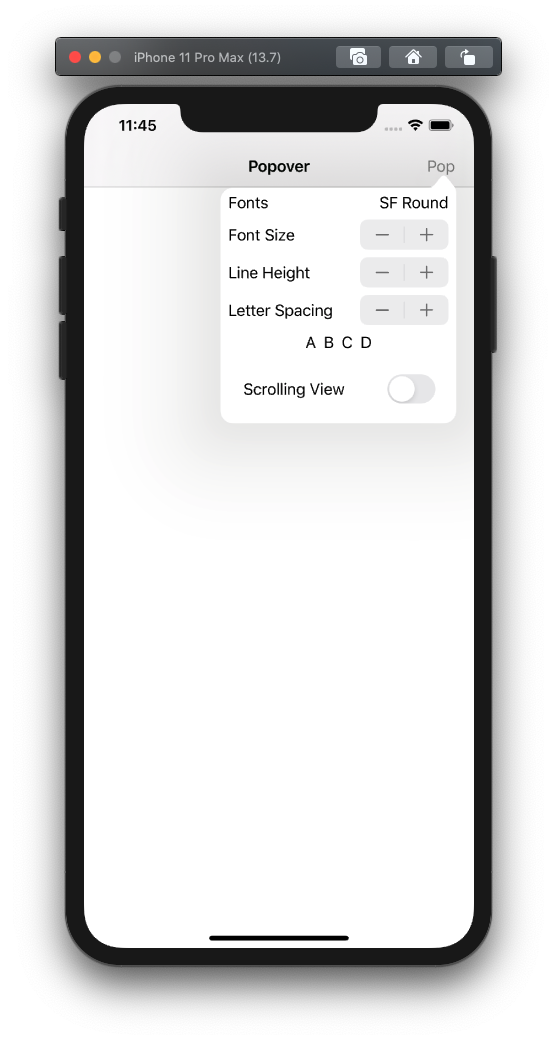 iPhone 11 Pro Max (13.7)
11:45
Popover Pop
Fonts SF Round
Font Size
Line Height
Letter Spacing
A B C D
Scrolling View